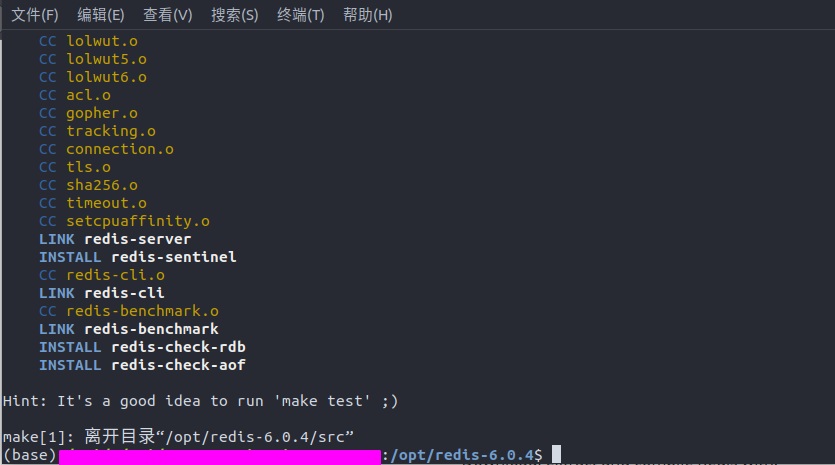 文件(F) 编辑(E) 查看(V) 搜索(S) 终端(T) 帮助(H)
CC lolwut.o
CC lolwut5.o
CC lolwut6.o
CC acl.o
CC gopher.o
CC tracking.o
CC connection.o
CC tls.o
CC sha256.o
CC timeout.o
CC setcpuaffinity.o
LINK redis-server
INSTALL redis-sentinel
CC redis-cli.o
LINK redis-cli
CC redis-benchmark.o
LINK redis-benchmark
INSTALL redis-check-rdb
INSTALL redis-check-aof
Hint: It's a good idea to run 'make test' ;)
make[1]: 离开目录“/opt/redis-6.0.4/src”
(base) :/opt/redis-6.0.4$